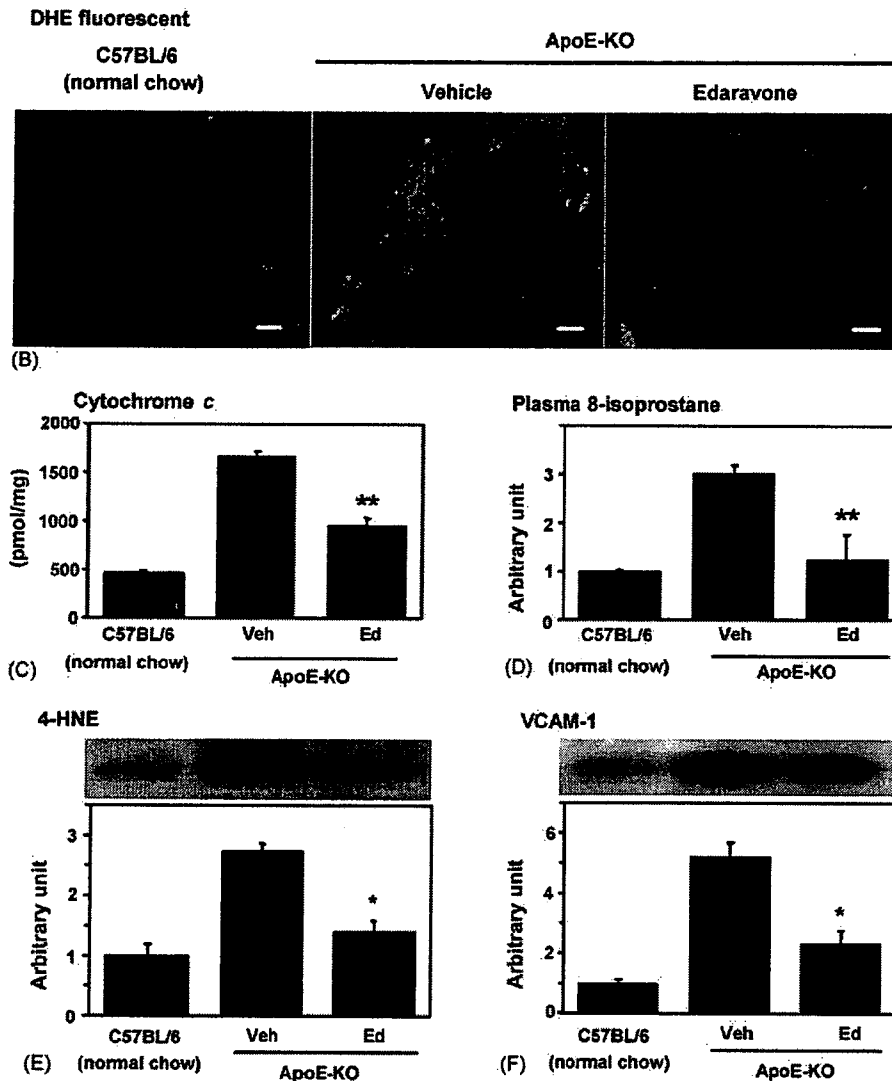 DHE fluorescent
C57BL/6
(normal chow)
ApoE-KO
Vehicle
Edaravone
(B)
Cytochrome c
(pmol/mg)
2000
1500
1000
500
0
**
C57BL/6
(normal chow)
Veh
Ed
ApoE-KO
(C)
Plasma 8-isoprostane
Arbitrary unit
3
2
1
0
**
C57BL/6
(normal chow)
Veh
Ed
ApoE-KO
(D)
4-HNE
Arbitrary unit
3
2
1
0
*
C57BL/6
(normal chow)
Veh
Ed
ApoE-KO
(E)
VCAM-1
Arbitrary unit
6
4
2
0
*
C57BL/6
(normal chow)
Veh
Ed
ApoE-KO
(F)